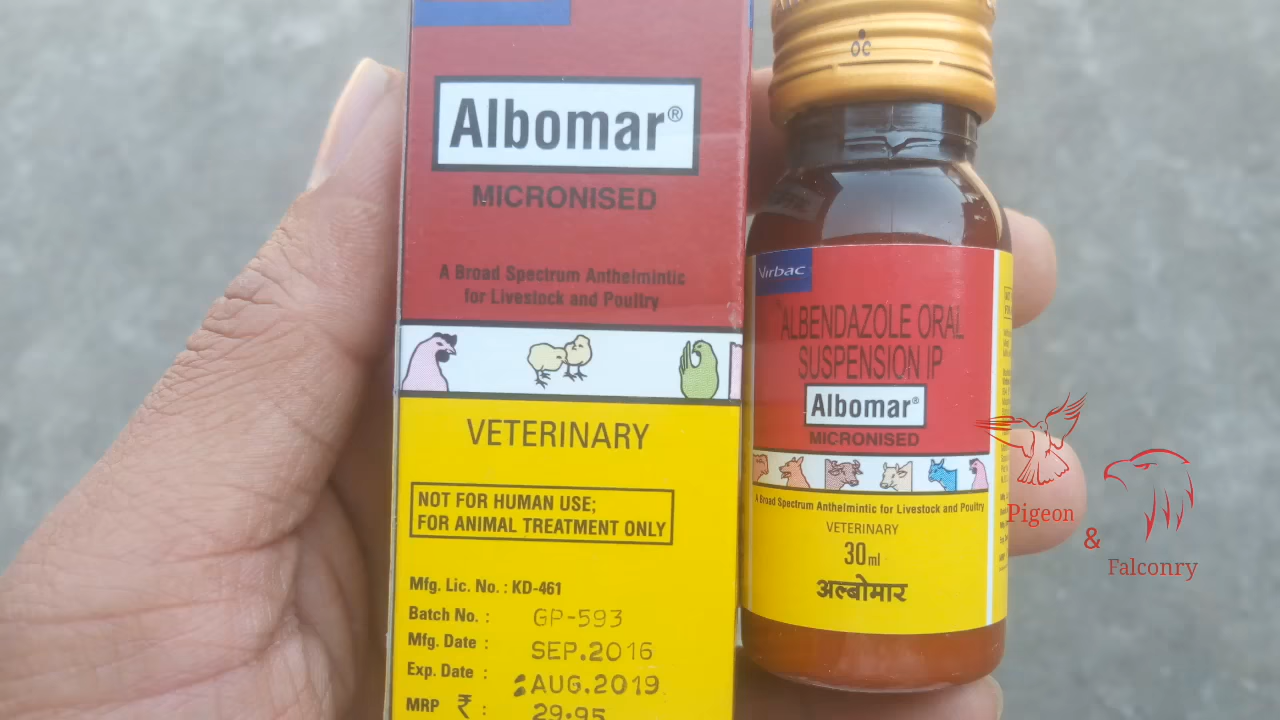 Albomar®
MICRONISED
A Broad Spectrum Anthelmintic
for Livestock and Poultry
VETERINARY
NOT FOR HUMAN USE;
FOR ANIMAL TREATMENT ONLY
Mfg. Lic. No. : KD-461
Batch No. : GP-593
Mfg. Date : SEP.2016
Exp. Date : AUG.2019
MRP ₹ : 29.95
Virbac
ALBENDAZOLE ORAL
SUSPENSION IP
Albomar®
MICRONISED
A Broad Spectrum Anthelmintic for Livestock and Poultry
VETERINARY
30ml
अल्बोमार
Pigeon
&
Falconry